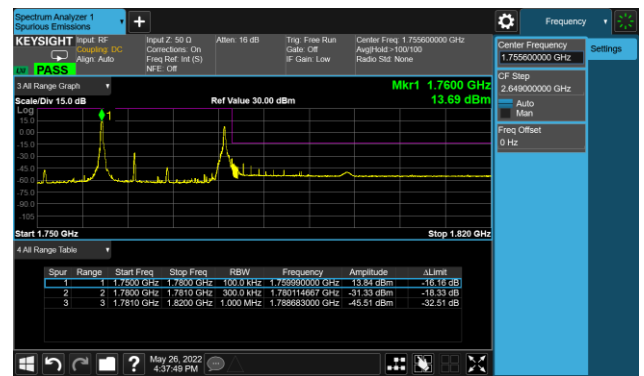 Spectrum Analyzer 1
Spurious Emissions
Frequency
KEYSIGHT
Input: RF
Coupling: DC
Align: Auto
Input Z: 50 Ω
Corrections: On
Freq Ref: Int (S)
NFE: Off
Atten: 16 dB
Trig: Free Run
Gate: Off
IF Gain: Low
Center Freq: 1.755600000 GHz
Avg|Hold:>100/100
Radio Std: None
PASS
Center Frequency
1.755600000 GHz
Settings
CF Step
2.649000000 GHz
Auto
Man
Freq Offset
0 Hz
3 All Range Graph
Mkr1 1.7600 GHz
Scale/Div 15.0 dB
Ref Value 30.00 dBm
13.69 dBm
Log
1
15.0
0.00
-15.0
-30.0
-45.0
-60.0
-75.0
-90.0
-105
Start 1.750 GHz
Stop 1.820 GHz
4 All Range Table
Spur Range Start Freq Stop Freq RBW Frequency Amplitude ΔLimit
1 1 1.7500 GHz 1.7800 GHz 100.0 kHz 1.759990000 GHz 13.84 dBm -16.16 dB
2 2 1.7800 GHz 1.7810 GHz 300.0 kHz 1.780114667 GHz -31.33 dBm -18.33 dB
3 3 1.7810 GHz 1.8200 GHz 1.000 MHz 1.788683000 GHz -45.51 dBm -32.51 dB
?
May 26, 2022
4:37:49 PM